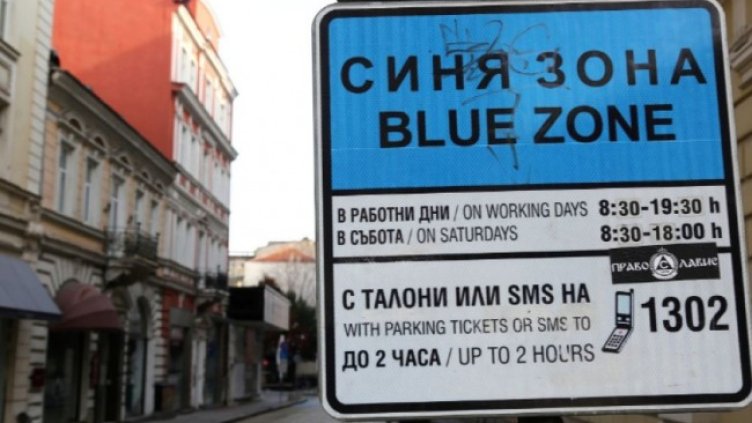 СИНЯ ЗОНА
BLUE ZONE
В РАБОТНИ ДНИ / ON WORKING DAYS 8:30-19:30 h
В СЪБОТА / ON SATURDAYS 8:30-18:00 h
ПРАВОСЛАВИЕ
С ТАЛОНИ ИЛИ SMS НА 1302
WITH PARKING TICKETS OR SMS TO
ДО 2 ЧАСА / UP TO 2 HOURS